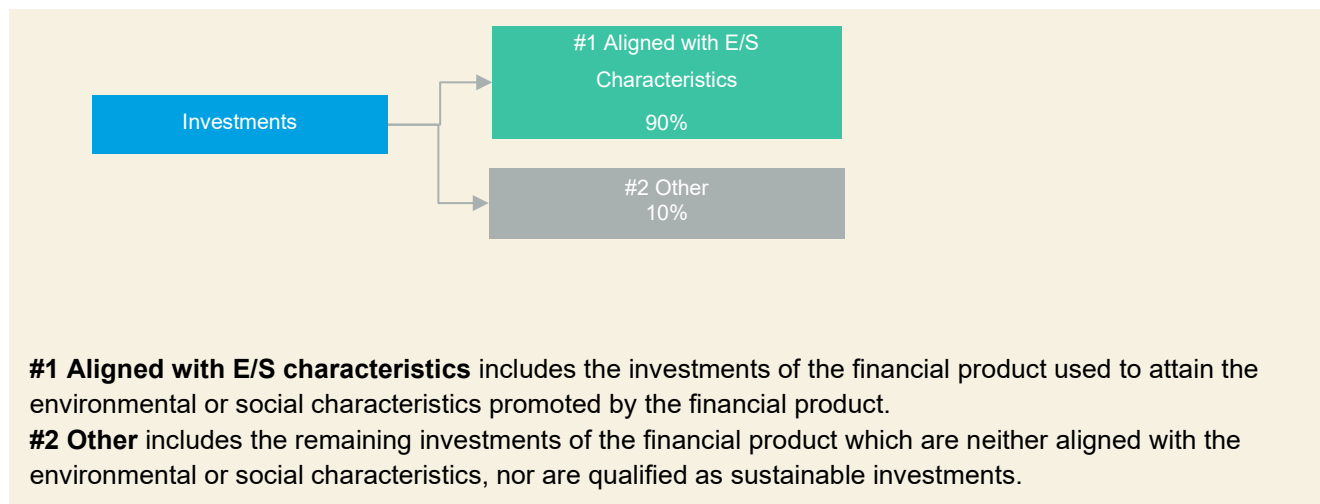 #1 Aligned with E/S
Characteristics
90%
Investments
#2 Other
10%
#1 Aligned with E/S characteristics includes the investments of the financial product used to attain the
environmental or social characteristics promoted by the financial product.
#2 Other includes the remaining investments of the financial product which are neither aligned with the
environmental or social characteristics, nor are qualified as sustainable investments.